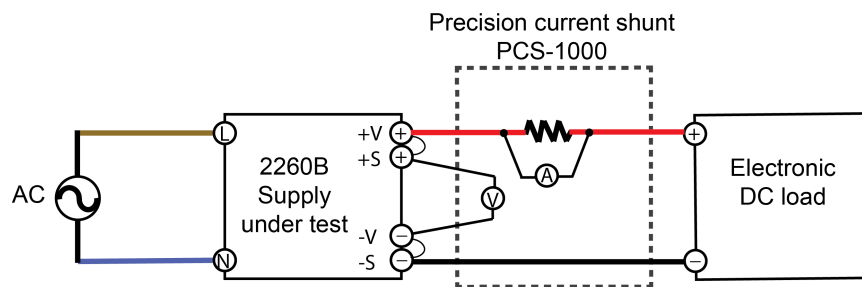 Precision current shunt
PCS-1000
AC
L
N
2260B
Supply
under test
+V
+S
-V
-S
+
+
−
−
V
A
+
−
Electronic
DC load